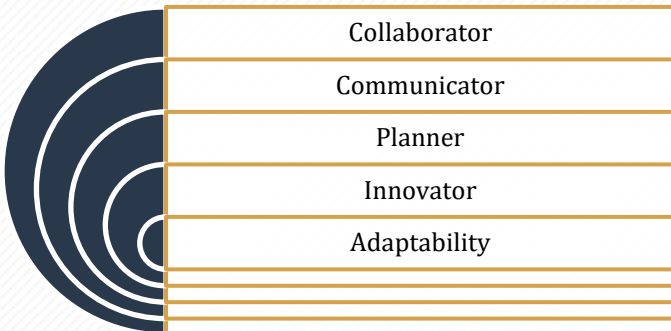 Collaborator
Communicator
Planner
Innovator
Adaptability